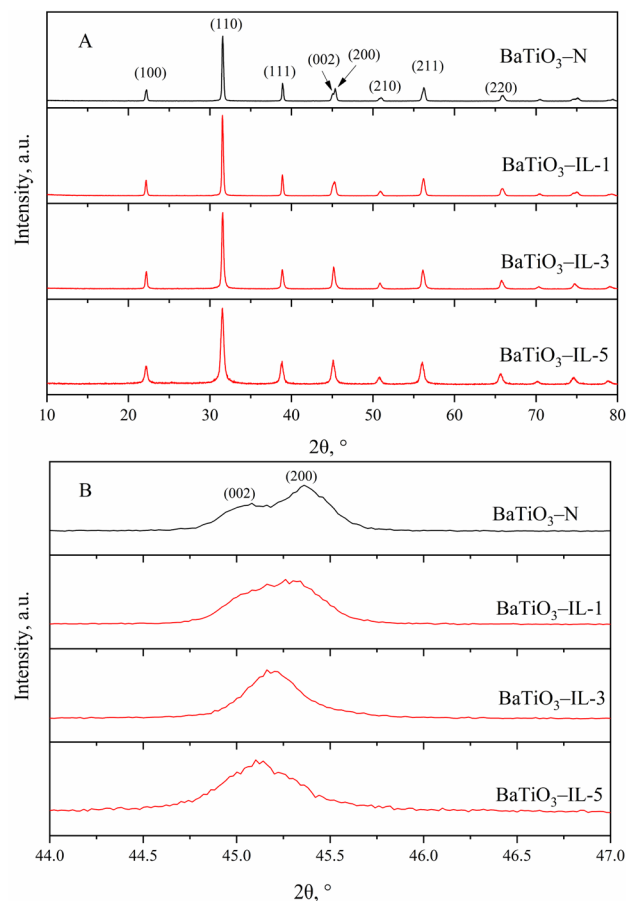 A
(100)
(110)
(111)
(002)
(200)
(210)
(211)
(220)
BaTiO₃–N
BaTiO₃–IL-1
BaTiO₃–IL-3
BaTiO₃–IL-5
Intensity, a.u.
10 20 30 40 50 60 70 80
2θ, °
B
(002)
(200)
BaTiO₃–N
BaTiO₃–IL-1
BaTiO₃–IL-3
BaTiO₃–IL-5
Intensity, a.u.
44.0 44.5 45.0 45.5 46.0 46.5 47.0
2θ, °